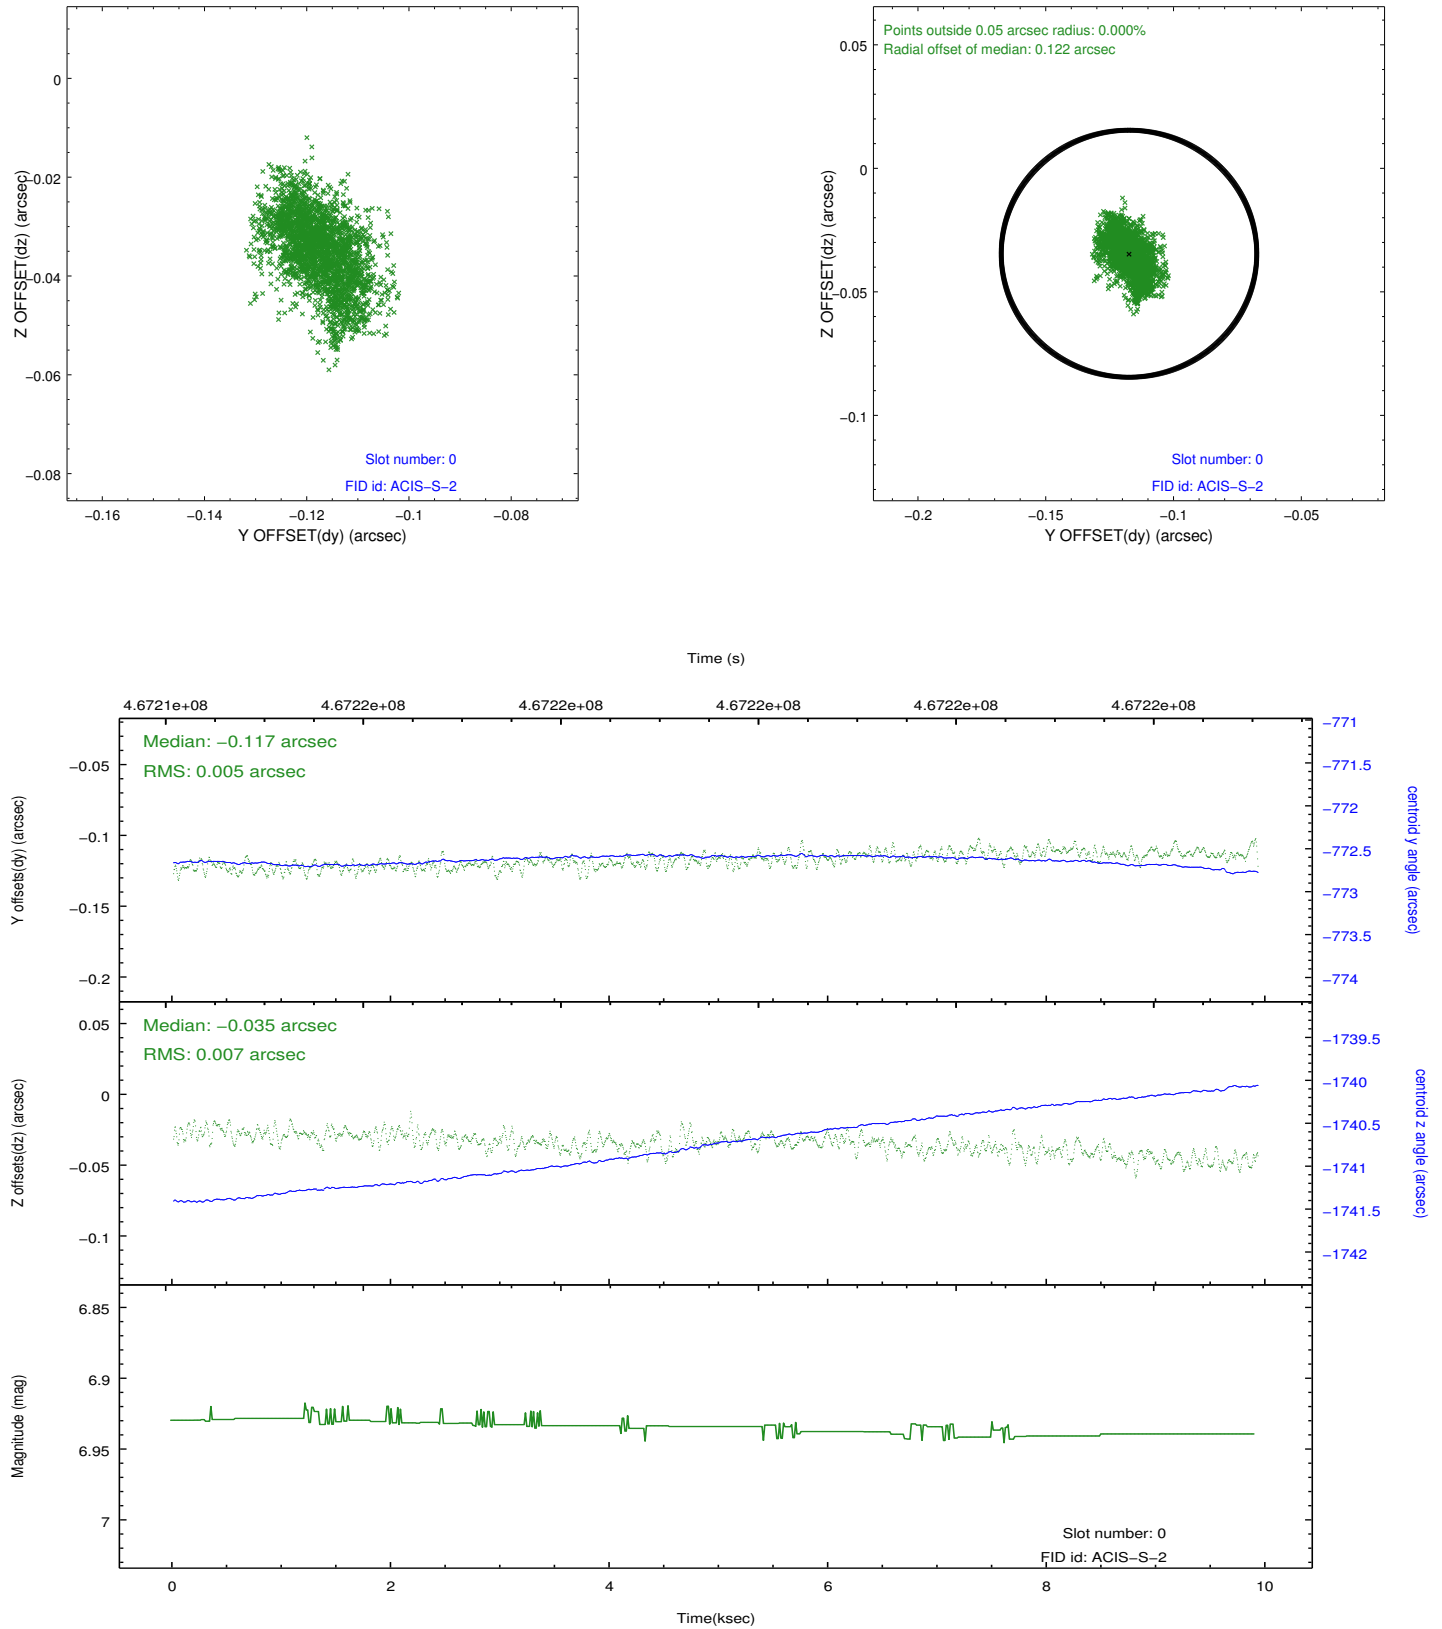 0
−0.02
−0.04
−0.06
−0.08
−0.16
−0.14
−0.12
−0.1
−0.08
Z OFFSET(dz) (arcsec)
Y OFFSET(dy) (arcsec)
Slot number: 0
FID id: ACIS−S−2
Points outside 0.05 arcsec radius: 0.000%
Radial offset of median: 0.122 arcsec
0.05
0
−0.05
−0.1
−0.2
−0.15
−0.1
−0.05
Z OFFSET(dz) (arcsec)
Y OFFSET(dy) (arcsec)
Slot number: 0
FID id: ACIS−S−2
Time (s)
4.6721e+08
4.6722e+08
4.6722e+08
4.6722e+08
4.6722e+08
4.6722e+08
Median: −0.117 arcsec
RMS: 0.005 arcsec
−0.05
−0.1
−0.15
−0.2
Y offsets(dy) (arcsec)
−771
−771.5
−772
−772.5
−773
−773.5
−774
centroid y angle (arcsec)
Median: −0.035 arcsec
RMS: 0.007 arcsec
0.05
0
−0.05
−0.1
Z offsets(dz) (arcsec)
−1739.5
−1740
−1740.5
−1741
−1741.5
−1742
centroid z angle (arcsec)
6.85
6.9
6.95
7
Magnitude (mag)
Slot number: 0
FID id: ACIS−S−2
0
2
4
6
8
10
Time(ksec)